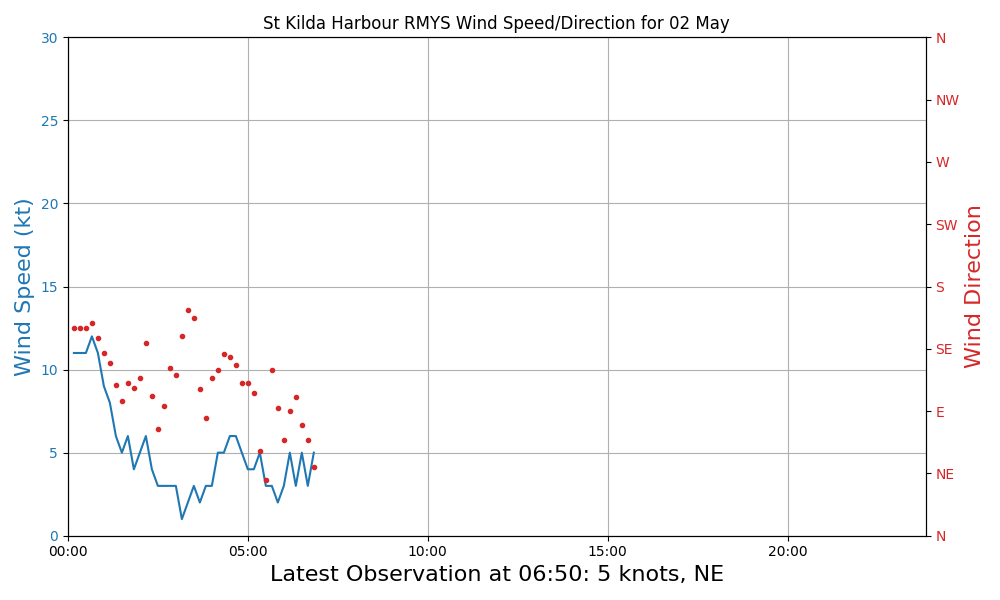 St Kilda Harbour RMYS Wind Speed/Direction for 02 May
30
25
20
15
10
5
0
Wind Speed (kt)
N
NW
W
SW
S
SE
E
NE
N
Wind Direction
00:00
05:00
10:00
15:00
20:00
Latest Observation at 06:50: 5 knots, NE